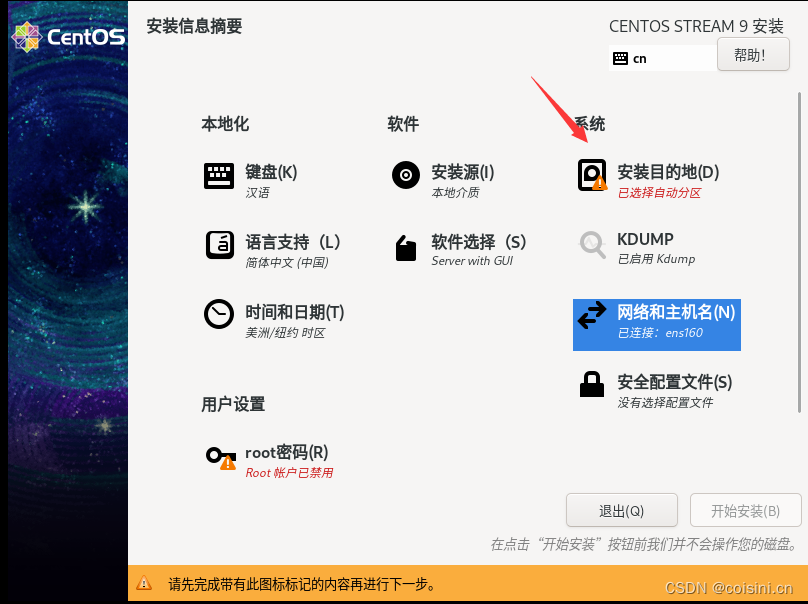 CentOS
安装信息摘要
CENTOS STREAM 9 安装
cn
帮助!
本地化
键盘(K)
汉语
语言支持（L）
简体中文 (中国)
时间和日期(T)
美洲/纽约 时区
软件
安装源(I)
本地介质
软件选择（S）
Server with GUI
系统
安装目的地(D)
已选择自动分区
KDUMP
已启用 Kdump
网络和主机名(N)
已连接：ens160
安全配置文件(S)
没有选择配置文件
用户设置
root密码(R)
Root 帐户已禁用
退出(Q)
开始安装(B)
在点击“开始安装”按钮前我们并不会操作您的磁盘。
请先完成带有此图标标记的内容再进行下一步。
CSDN @coisini.cn